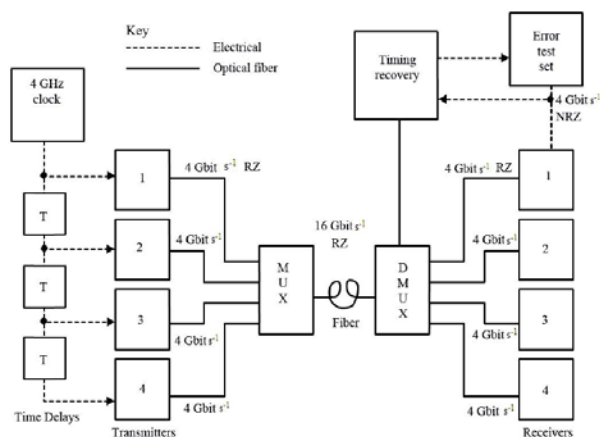 Key
Electrical
Optical fiber
4 GHz
clock
T
T
T
Time Delays
1
2
3
4
Transmitters
4 Gbit s⁻¹ RZ
4 Gbit s⁻¹
4 Gbit s⁻¹
4 Gbit s⁻¹
MUX
16 Gbit s⁻¹
RZ
Fiber
DMUX
Timing
recovery
Error
test
set
4 Gbit s⁻¹
NRZ
4 Gbit s⁻¹ RZ
4 Gbit s⁻¹
4 Gbit s⁻¹
4 Gbit s⁻¹
1
2
3
4
Receivers